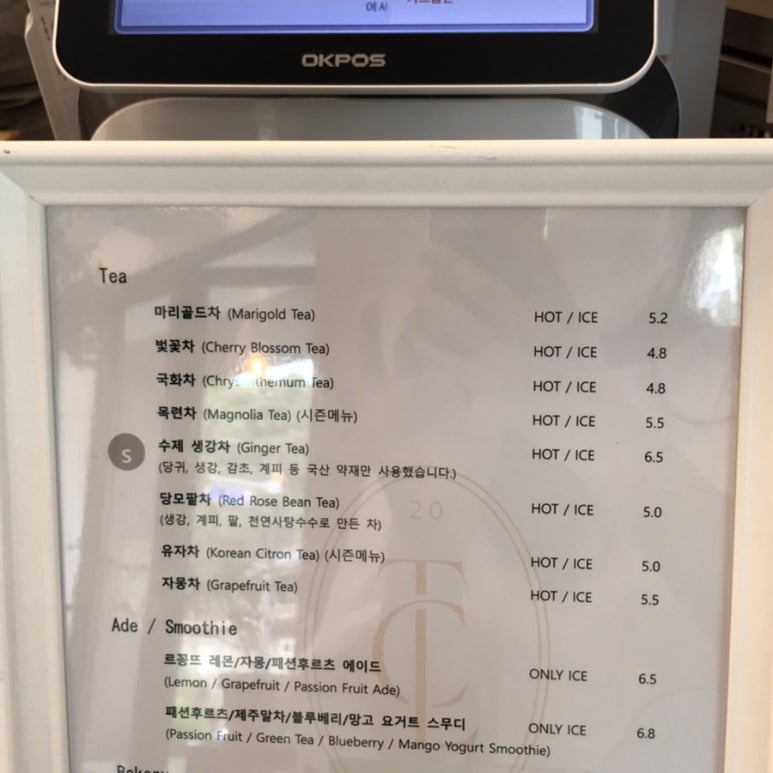 OKPOS
Tea
마리골드차 (Marigold Tea) HOT / ICE 5.2
벚꽃차 (Cherry Blossom Tea) HOT / ICE 4.8
국화차 (Chrysanthemum Tea) HOT / ICE 4.8
목련차 (Magnolia Tea) (시즌메뉴) HOT / ICE 5.5
S 수제 생강차 (Ginger Tea) HOT / ICE 6.5
(당귀, 생강, 감초, 계피 등 국산 약재만 사용했습니다.)
당모팥차 (Red Rose Bean Tea) HOT / ICE 5.0
(생강, 계피, 팥, 천연사탕수수로 만든 차)
유자차 (Korean Citron Tea) (시즌메뉴) HOT / ICE 5.0
자몽차 (Grapefruit Tea) HOT / ICE 5.5
20
TC
Ade / Smoothie
르꽁뜨 레몬/자몽/패션후르츠 에이드 ONLY ICE 6.5
(Lemon / Grapefruit / Passion Fruit Ade)
패션후르츠/제주말차/블루베리/망고 요거트 스무디 ONLY ICE 6.8
(Passion Fruit / Green Tea / Blueberry / Mango Yogurt Smoothie)
Bakery